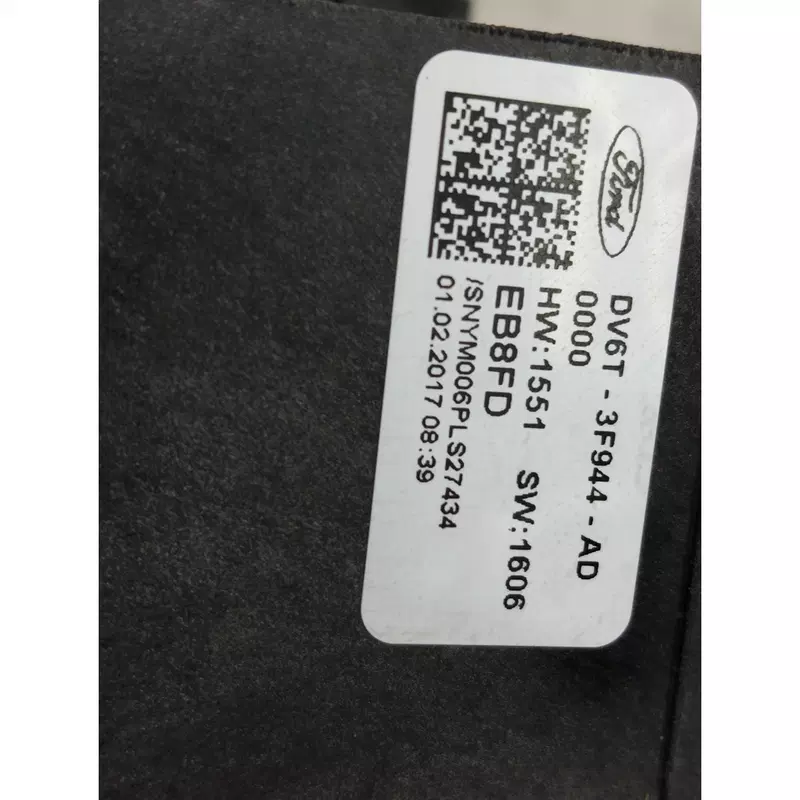 Ford
DV6T - 3F944 - AD
0000
HW:1551 SW:1606
EB8FD
/SNYM006PLS27434
01.02.2017 08:39